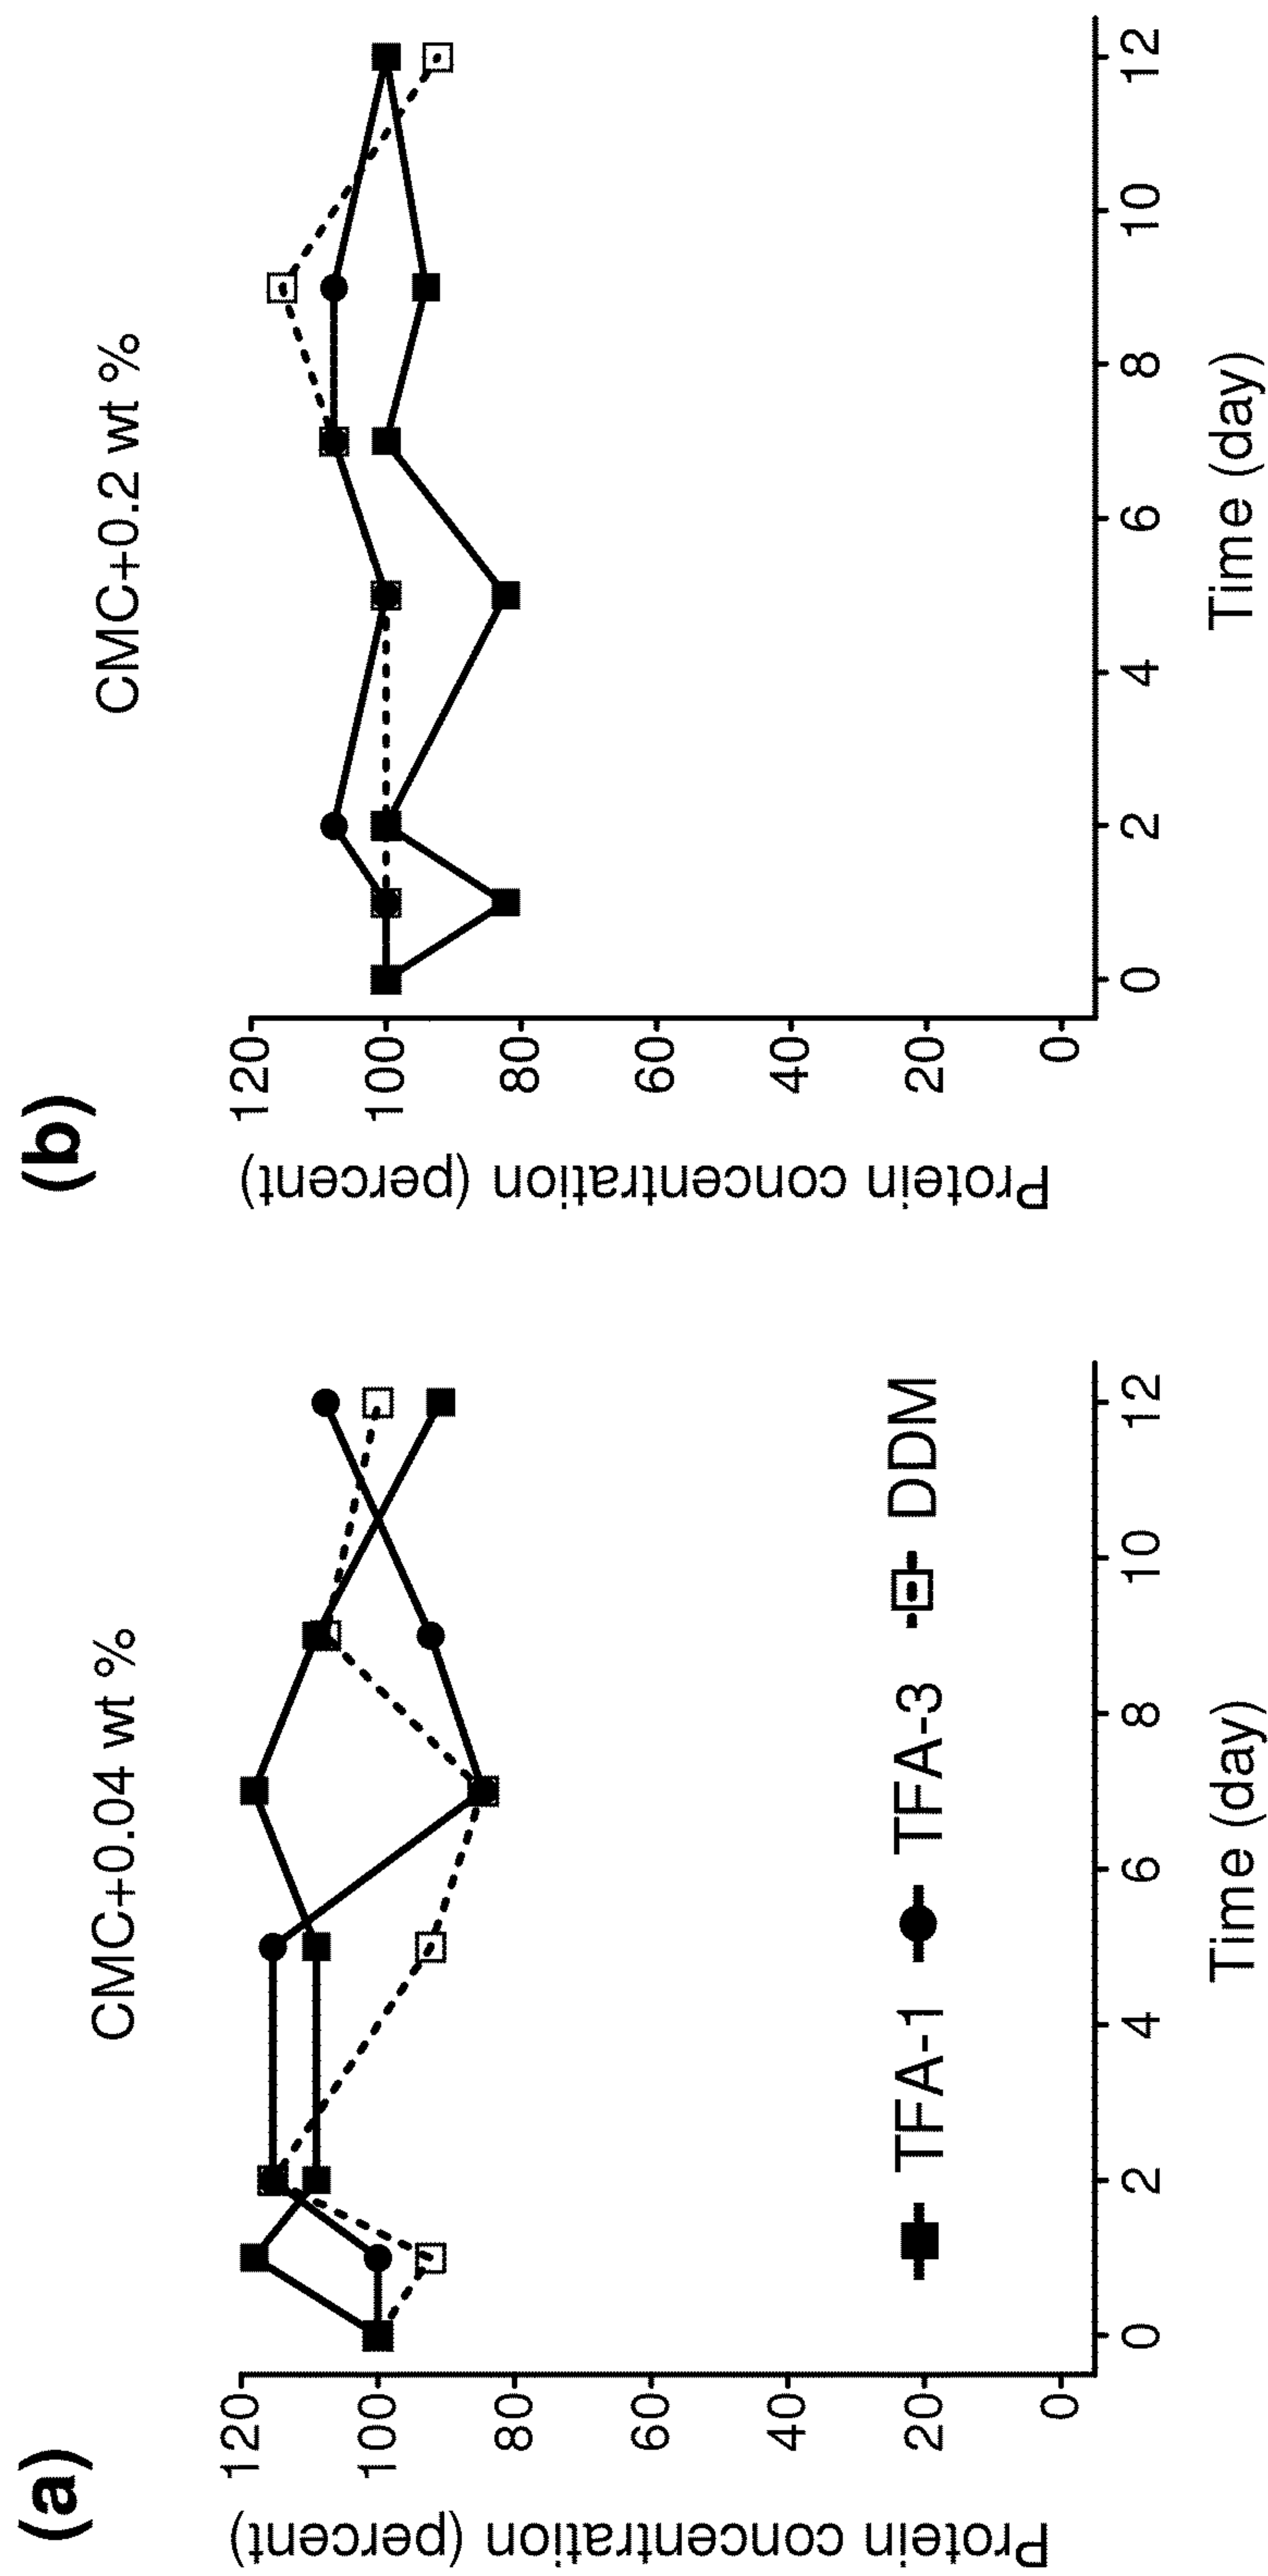 (a)
CMC+0.04 wt %
Protein concentration (percent)
120
100
80
60
40
20
0
0 2 4 6 8 10 12
Time (day)
TFA-1 TFA-3 DDM
(b)
CMC+0.2 wt %
Protein concentration (percent)
120
100
80
60
40
20
0
0 2 4 6 8 10 12
Time (day)